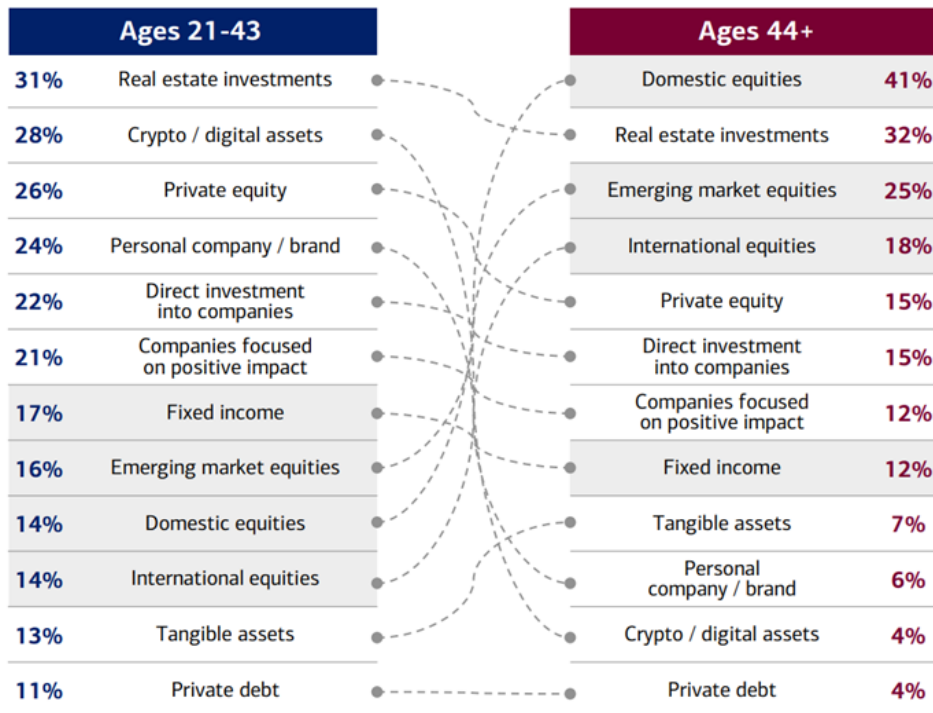 Ages 21-43
31% Real estate investments
28% Crypto / digital assets
26% Private equity
24% Personal company / brand
22% Direct investment
into companies
21% Companies focused
on positive impact
17% Fixed income
16% Emerging market equities
14% Domestic equities
14% International equities
13% Tangible assets
11% Private debt
Ages 44+
Domestic equities 41%
Real estate investments 32%
Emerging market equities 25%
International equities 18%
Private equity 15%
Direct investment
into companies 15%
Companies focused
on positive impact 12%
Fixed income 12%
Tangible assets 7%
Personal
company / brand 6%
Crypto / digital assets 4%
Private debt 4%